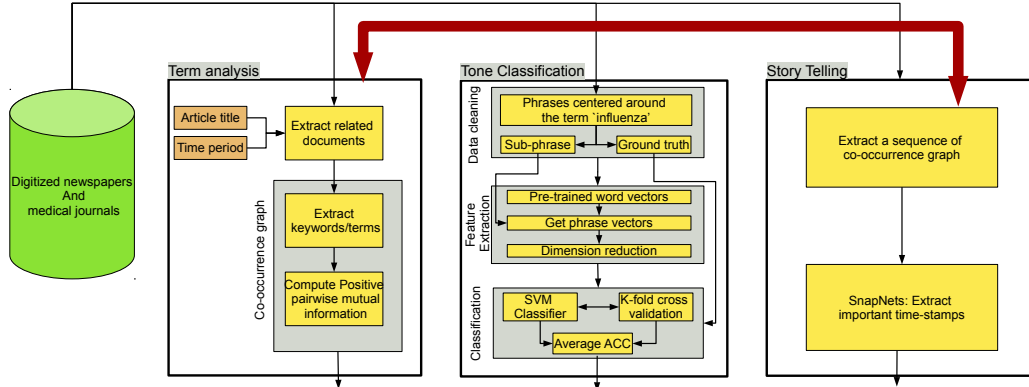 Digitized newspapers
And
medical journals
Term analysis
Article title
Time period
Extract related
documents
Co-occurrence graph
Extract
keywords/terms
Compute Positive
pairwise mutual
information
Tone Classification
Data cleaning
Phrases centered around
the term `influenza’
Sub-phrase
Ground truth
Feature
Extraction
Pre-trained word vectors
Get phrase vectors
Dimension reduction
Classification
SVM
Classifier
K-fold cross
validation
Average ACC
Story Telling
Extract a sequence of
co-occurrence graph
SnapNets: Extract
important time-stamps